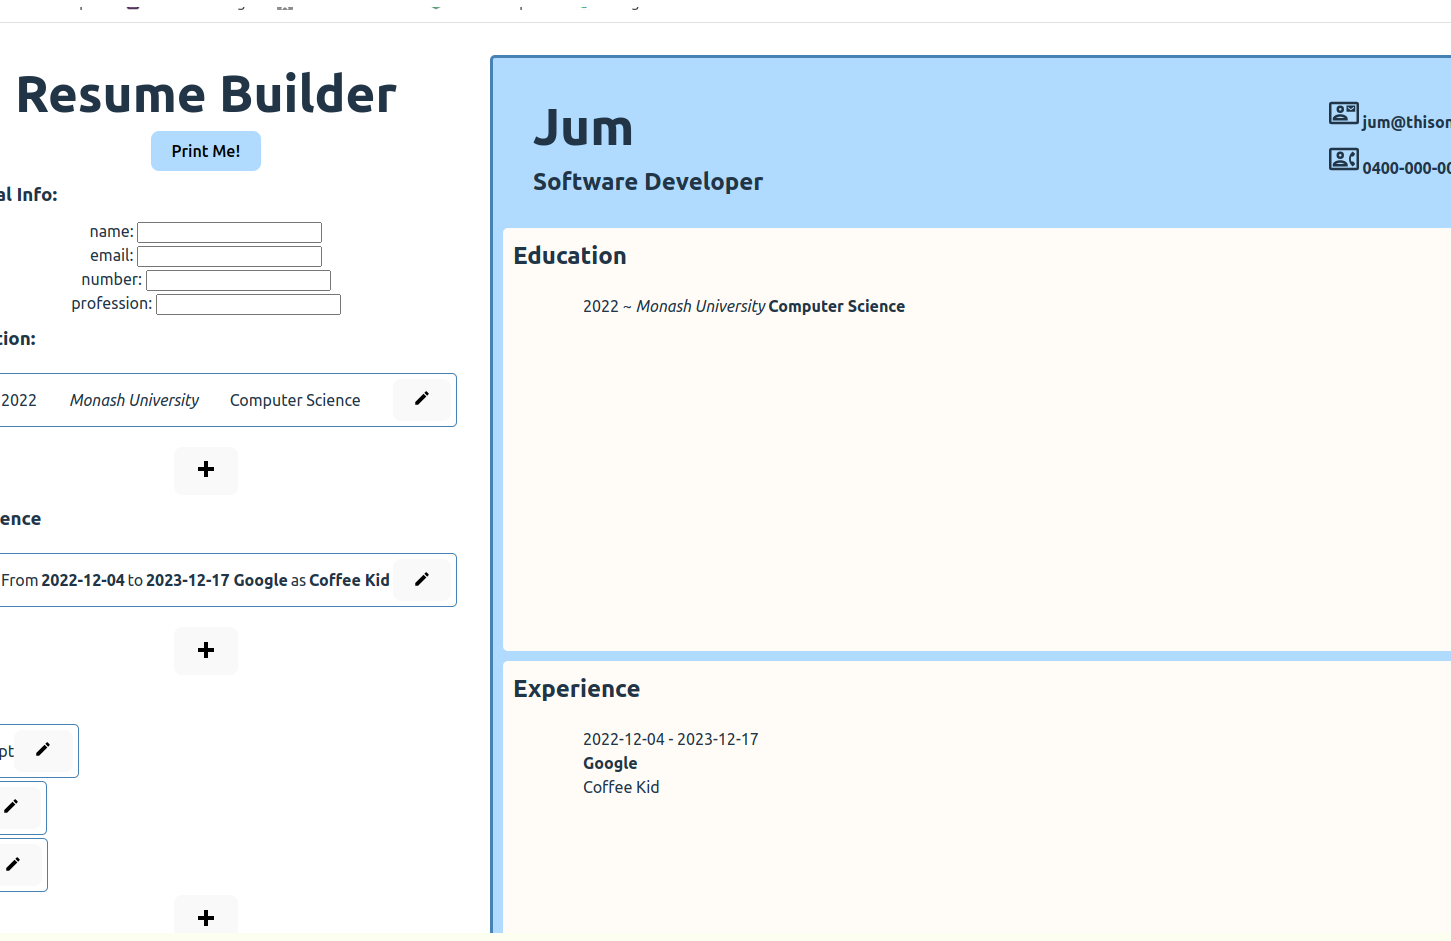 Resume Builder
Print Me!
al Info:
name:
email:
number:
profession:
tion:
2022 Monash University Computer Science
ence
From 2022-12-04 to 2023-12-17 Google as Coffee Kid
pt
Jum
Software Developer
jum@thison
0400-000-00
Education
2022 ~ Monash University Computer Science
Experience
2022-12-04 - 2023-12-17
Google
Coffee Kid